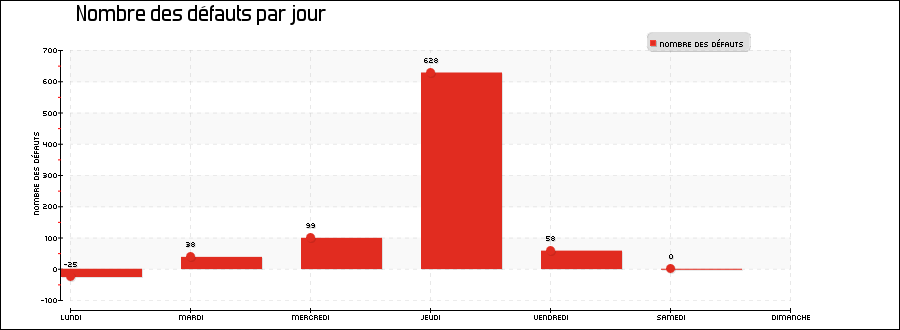 Nombre des défauts par jour
NOMBRE DES DÉFAUTS
700
600
500
400
300
200
100
0
-100
NOMBRE DES DÉFAUTS
-25
38
99
628
58
0
LUNDI
MARDI
MERCREDI
JEUDI
VENDREDI
SAMEDI
DIMANCHE